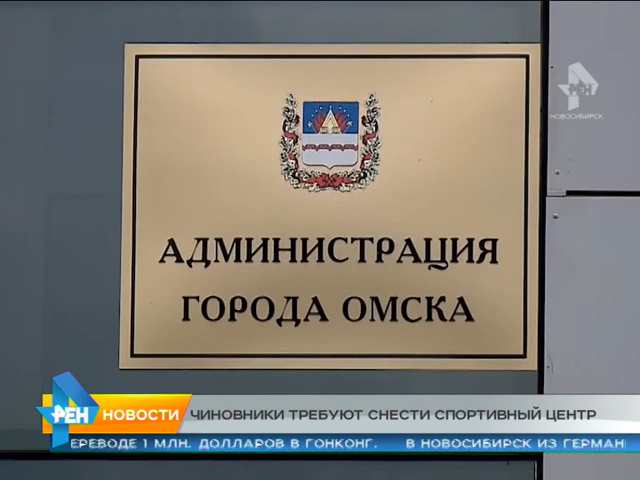 РЕН
НОВОСИБИРСК
АДМИНИСТРАЦИЯ
ГОРОДА ОМСКА
РЕН НОВОСТИ ЧИНОВНИКИ ТРЕБУЮТ СНЕСТИ СПОРТИВНЫЙ ЦЕНТР
ЕРЕВОДЕ 1 МЛН. ДОЛЛАРОВ В ГОНКОНГ. В НОВОСИБИРСК ИЗ ГЕРМАН